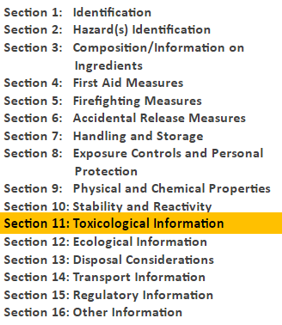 Section 1: Identification
Section 2: Hazard(s) Identification
Section 3: Composition/Information on
Ingredients
Section 4: First Aid Measures
Section 5: Firefighting Measures
Section 6: Accidental Release Measures
Section 7: Handling and Storage
Section 8: Exposure Controls and Personal
Protection
Section 9: Physical and Chemical Properties
Section 10: Stability and Reactivity
Section 11: Toxicological Information
Section 12: Ecological Information
Section 13: Disposal Considerations
Section 14: Transport Information
Section 15: Regulatory Information
Section 16: Other Information